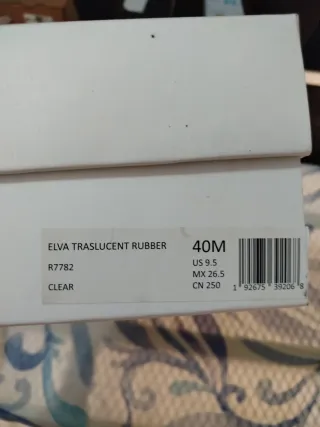 ELVA TRASLUCENT RUBBER
R7782
CLEAR
40M
US 9.5
MX 26.5
CN 250
1 92675 39206 8